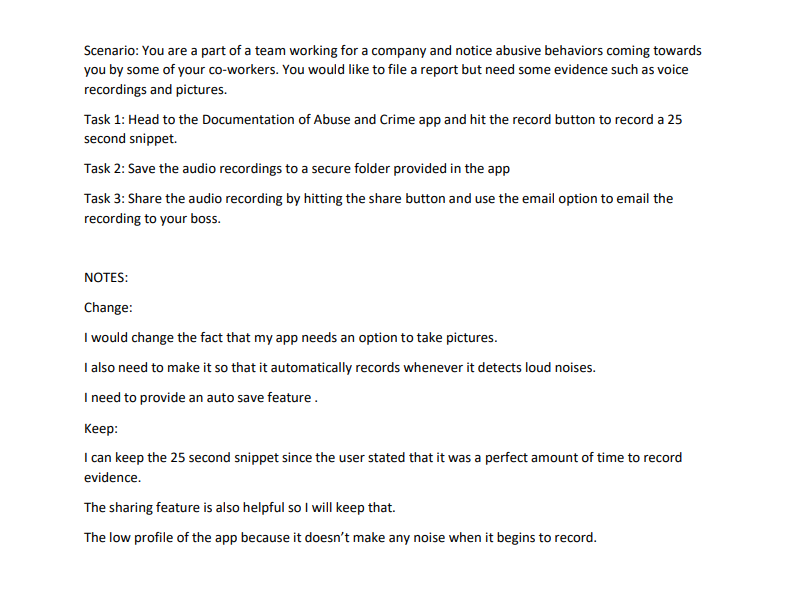 Scenario: You are a part of a team working for a company and notice abusive behaviors coming towards
you by some of your co-workers. You would like to file a report but need some evidence such as voice
recordings and pictures.
Task 1: Head to the Documentation of Abuse and Crime app and hit the record button to record a 25
second snippet.
Task 2: Save the audio recordings to a secure folder provided in the app
Task 3: Share the audio recording by hitting the share button and use the email option to email the
recording to your boss.
NOTES:
Change:
I would change the fact that my app needs an option to take pictures.
I also need to make it so that it automatically records whenever it detects loud noises.
I need to provide an auto save feature .
Keep:
I can keep the 25 second snippet since the user stated that it was a perfect amount of time to record
evidence.
The sharing feature is also helpful so I will keep that.
The low profile of the app because it doesn’t make any noise when it begins to record.